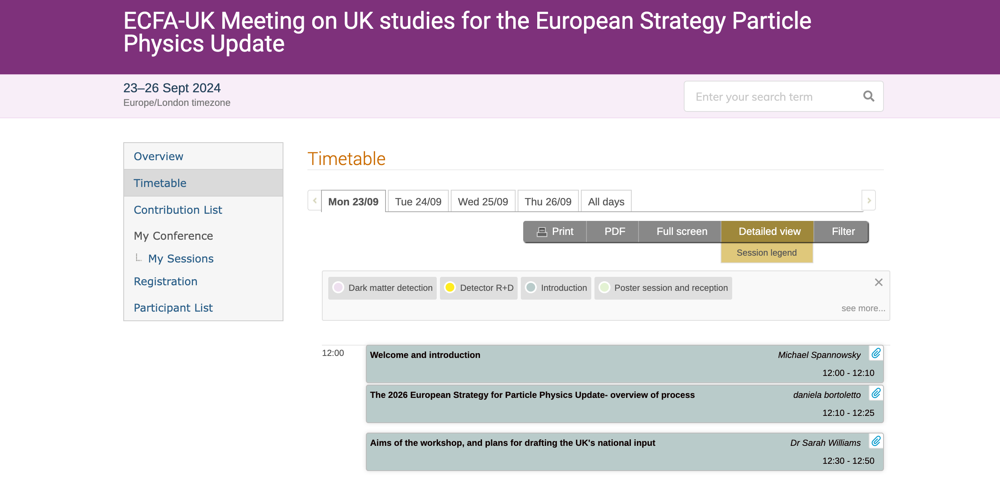 ECFA-UK Meeting on UK studies for the European Strategy Particle
Physics Update
23–26 Sept 2024
Europe/London timezone
Enter your search term
Overview
Timetable
Contribution List
My Conference
My Sessions
Registration
Participant List
Timetable
Mon 23/09
Tue 24/09
Wed 25/09
Thu 26/09
All days
Print
PDF
Full screen
Detailed view
Filter
Session legend
Dark matter detection
Detector R+D
Introduction
Poster session and reception
see more...
12:00
Welcome and introduction
Michael Spannowsky
12:00 - 12:10
The 2026 European Strategy for Particle Physics Update- overview of process
daniela bortoletto
12:10 - 12:25
Aims of the workshop, and plans for drafting the UK's national input
Dr Sarah Williams
12:30 - 12:50